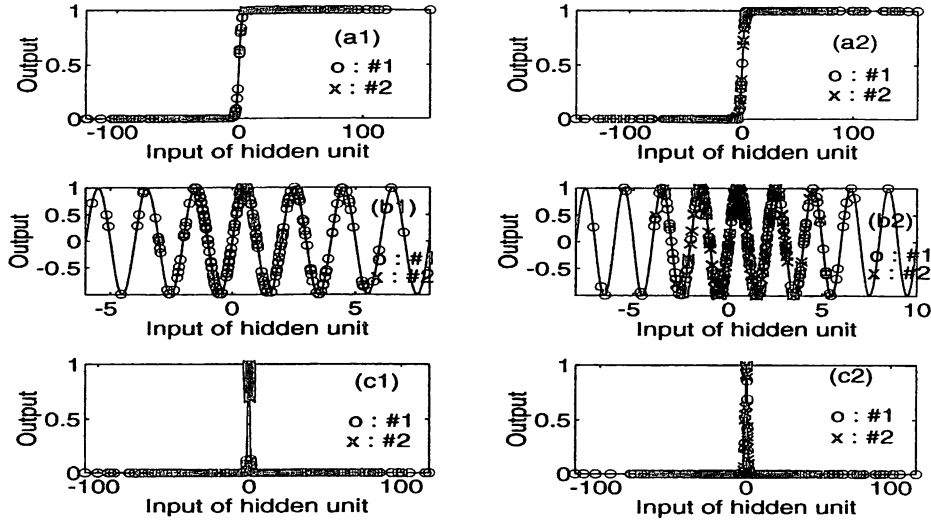 1
0.5
0
Output
(a1)
o : #1
x : #2
-100
0
100
Input of hidden unit
1
0.5
0
Output
(a2)
o : #1
x : #2
-100
0
100
Input of hidden unit
1
0.5
0
-0.5
Output
(b1)
o : #1
x : #2
-5
0
5
Input of hidden unit
1
0.5
0
-0.5
Output
(b2)
o : #1
x : #2
-5
0
5
10
Input of hidden unit
1
0.5
0
Output
(c1)
o : #1
x : #2
-100
0
100
Input of hidden unit
1
0.5
0
Output
(c2)
o : #1
x : #2
-100
0
100
Input of hidden unit